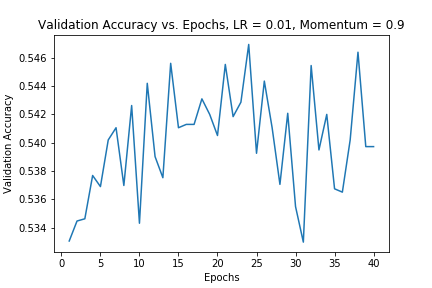 Validation Accuracy vs. Epochs, LR = 0.01, Momentum = 0.9
0.546
0.544
0.542
0.540
0.538
0.536
0.534
Validation Accuracy
0 5 10 15 20 25 30 35 40
Epochs